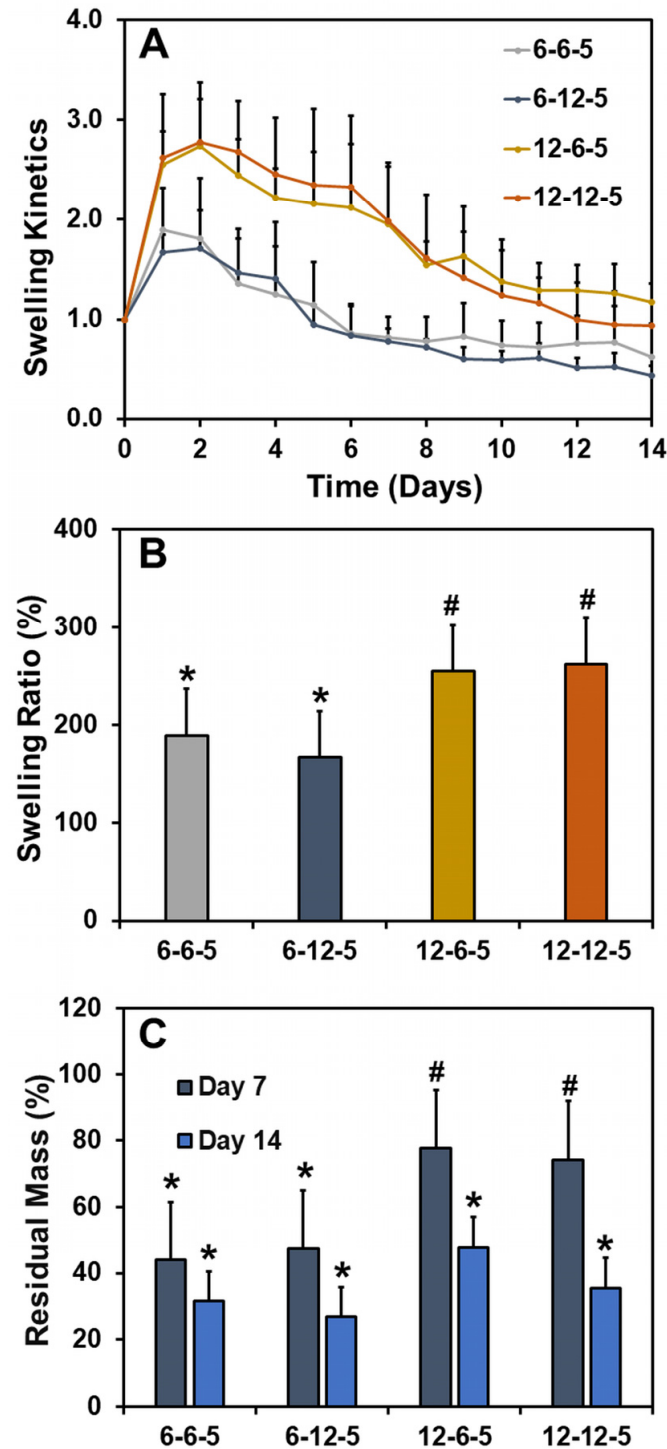 A
6-6-5
6-12-5
12-6-5
12-12-5
Swelling Kinetics
4.0
3.0
2.0
1.0
0.0
0 2 4 6 8 10 12 14
Time (Days)
B
Swelling Ratio (%)
400
300
200
100
0
* * # #
6-6-5 6-12-5 12-6-5 12-12-5
C
Day 7
Day 14
Residual Mass (%)
120
100
80
60
40
20
0
* * * * # * # *
6-6-5 6-12-5 12-6-5 12-12-5